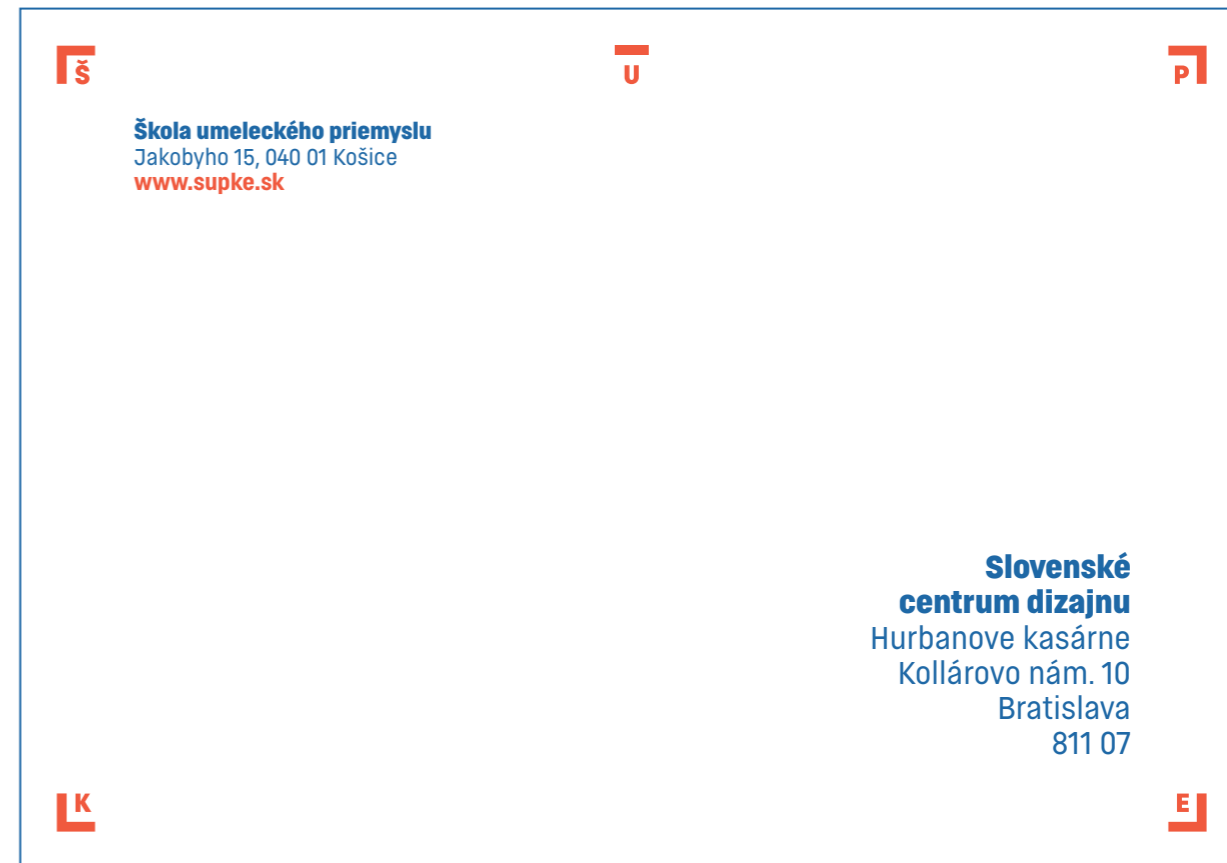 Š U P
Škola umeleckého priemyslu
Jakobyho 15, 040 01 Košice
www.supke.sk
Slovenské
centrum dizajnu
Hurbanove kasárne
Kollárovo nám. 10
Bratislava
811 07
K E